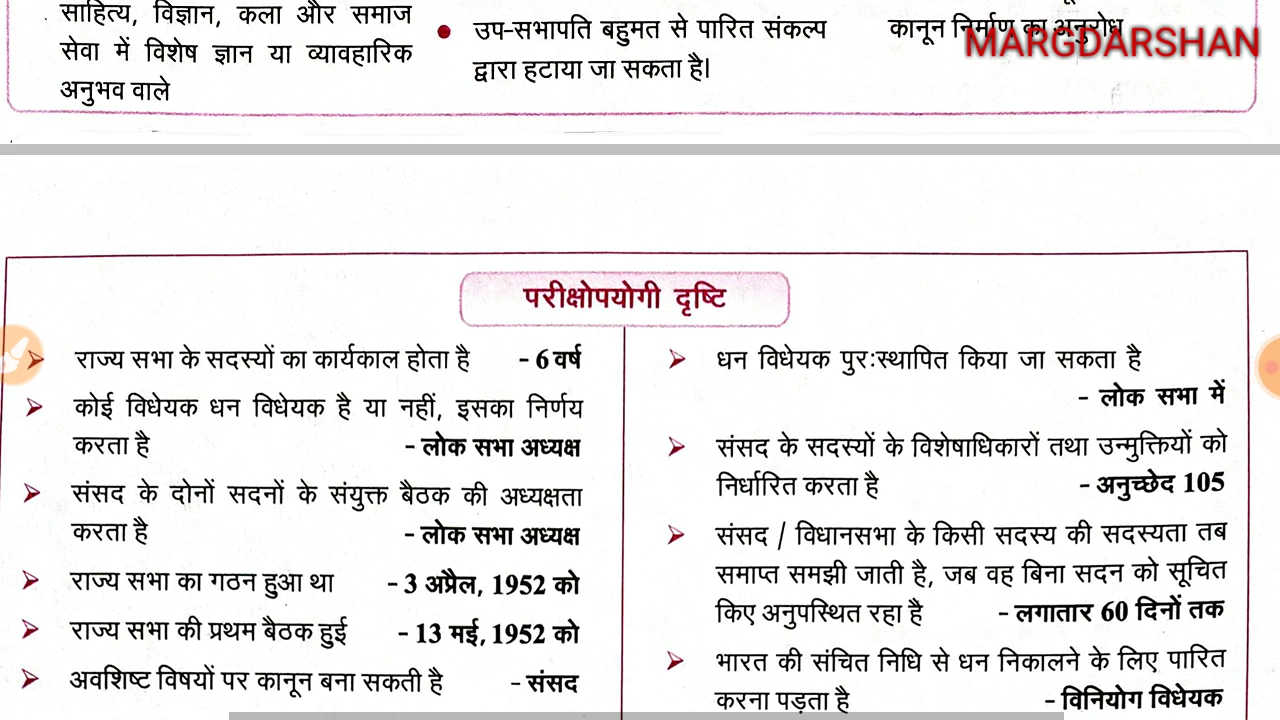 साहित्य, विज्ञान, कला और समाज
सेवा में विशेष ज्ञान या व्यावहारिक
अनुभव वाले
उप-सभापति बहुमत से पारित संकल्प
द्वारा हटाया जा सकता है।
कानून निर्माण का अनुरोध
MARGDARSHAN
परीक्षोपयोगी दृष्टि
राज्य सभा के सदस्यों का कार्यकाल होता है - 6 वर्ष
कोई विधेयक धन विधेयक है या नहीं, इसका निर्णय
करता है - लोक सभा अध्यक्ष
संसद के दोनों सदनों के संयुक्त बैठक की अध्यक्षता
करता है - लोक सभा अध्यक्ष
राज्य सभा का गठन हुआ था - 3 अप्रैल, 1952 को
राज्य सभा की प्रथम बैठक हुई - 13 मई, 1952 को
अवशिष्ट विषयों पर कानून बना सकती है - संसद
धन विधेयक पुरःस्थापित किया जा सकता है
- लोक सभा में
संसद के सदस्यों के विशेषाधिकारों तथा उन्मुक्तियों को
निर्धारित करता है - अनुच्छेद 105
संसद / विधानसभा के किसी सदस्य की सदस्यता तब
समाप्त समझी जाती है, जब वह बिना सदन को सूचित
किए अनुपस्थित रहा है - लगातार 60 दिनों तक
भारत की संचित निधि से धन निकालने के लिए पारित
करना पड़ता है - विनियोग विधेयक